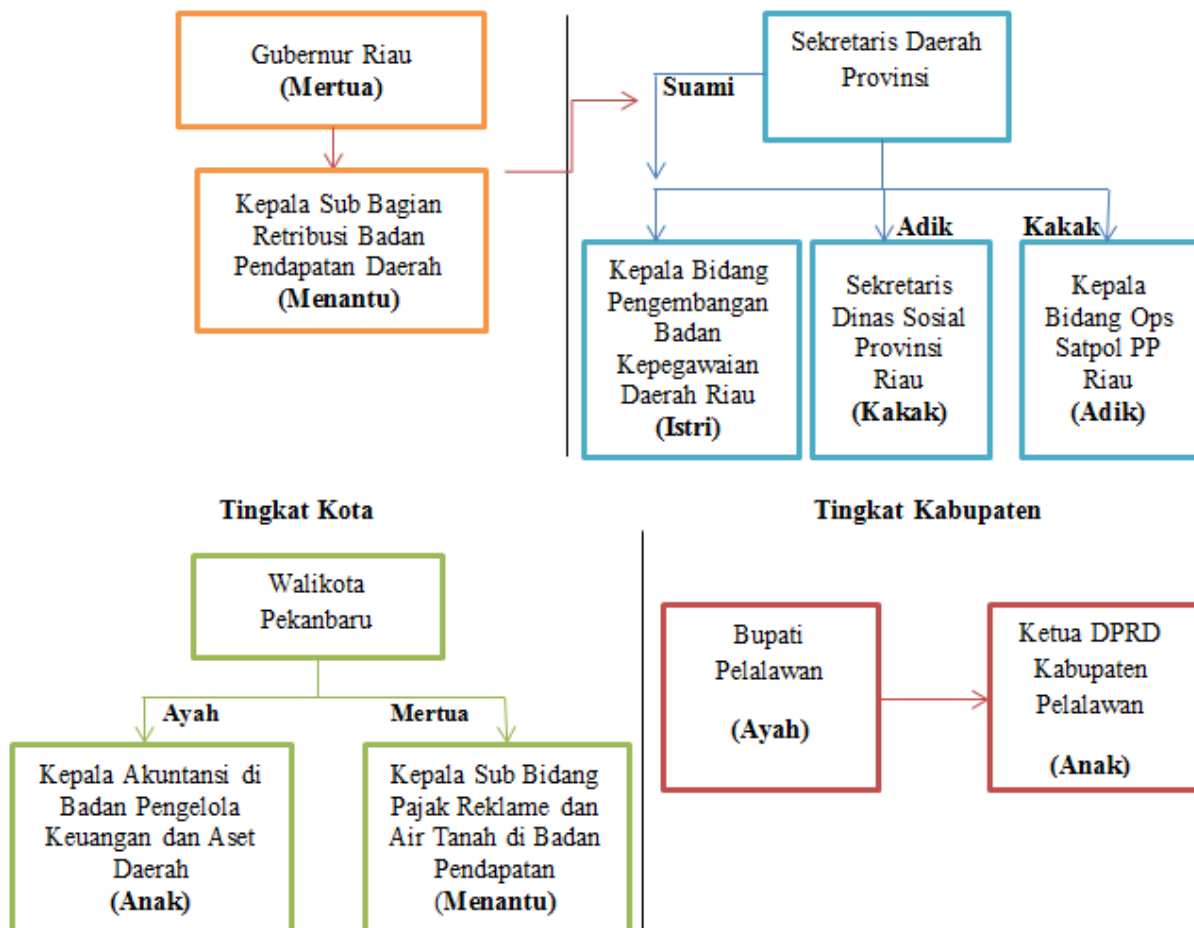 Gubernur Riau
(Mertua)
Kepala Sub Bagian
Retribusi Badan
Pendapatan Daerah
(Menantu)
Sekretaris Daerah
Provinsi
Suami
Adik
Kakak
Kepala Bidang
Pengembangan
Badan
Kepegawaian
Daerah Riau
(Istri)
Sekretaris
Dinas Sosial
Provinsi
Riau
(Kakak)
Kepala
Bidang Ops
Satpol PP
Riau
(Adik)
Tingkat Kota
Walikota
Pekanbaru
Ayah
Mertua
Kepala Akuntansi di
Badan Pengelola
Keuangan dan Aset
Daerah
(Anak)
Kepala Sub Bidang
Pajak Reklame dan
Air Tanah di Badan
Pendapatan
(Menantu)
Tingkat Kabupaten
Bupati
Pelalawan
(Ayah)
Ketua DPRD
Kabupaten
Pelalawan
(Anak)